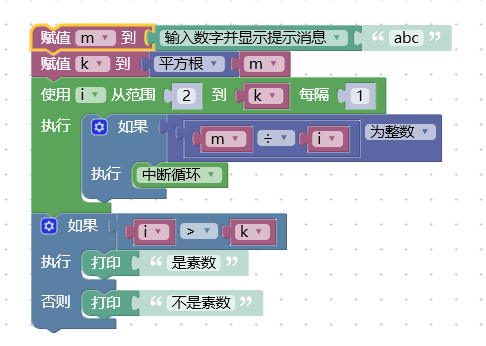 赋值 m 到 输入数字并显示提示消息 “ abc ”
赋值 k 到 平方根 m
使用 i 从范围 2 到 k 每隔 1
执行 如果 m ÷ i 为整数
执行 中断循环
如果 i > k
执行 打印 “ 是素数 ”
否则 打印 “ 不是素数 ”